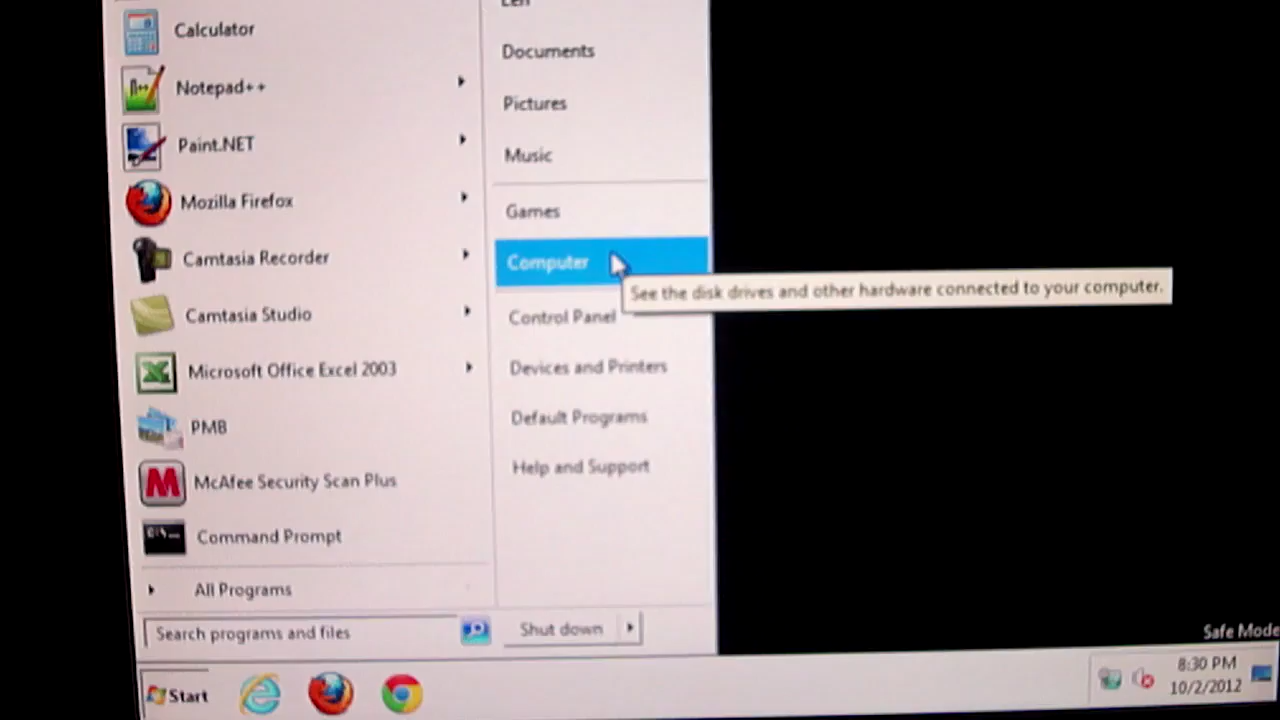 Calculator
Notepad++
Paint.NET
Mozilla Firefox
Camtasia Recorder
Camtasia Studio
Microsoft Office Excel 2003
PMB
McAfee Security Scan Plus
Command Prompt
All Programs
Search programs and files
Documents
Pictures
Music
Games
Computer
See the disk drives and other hardware connected to your computer.
Control Panel
Devices and Printers
Default Programs
Help and Support
Shut down
Safe Mode
Start
8:30 PM
10/2/2012